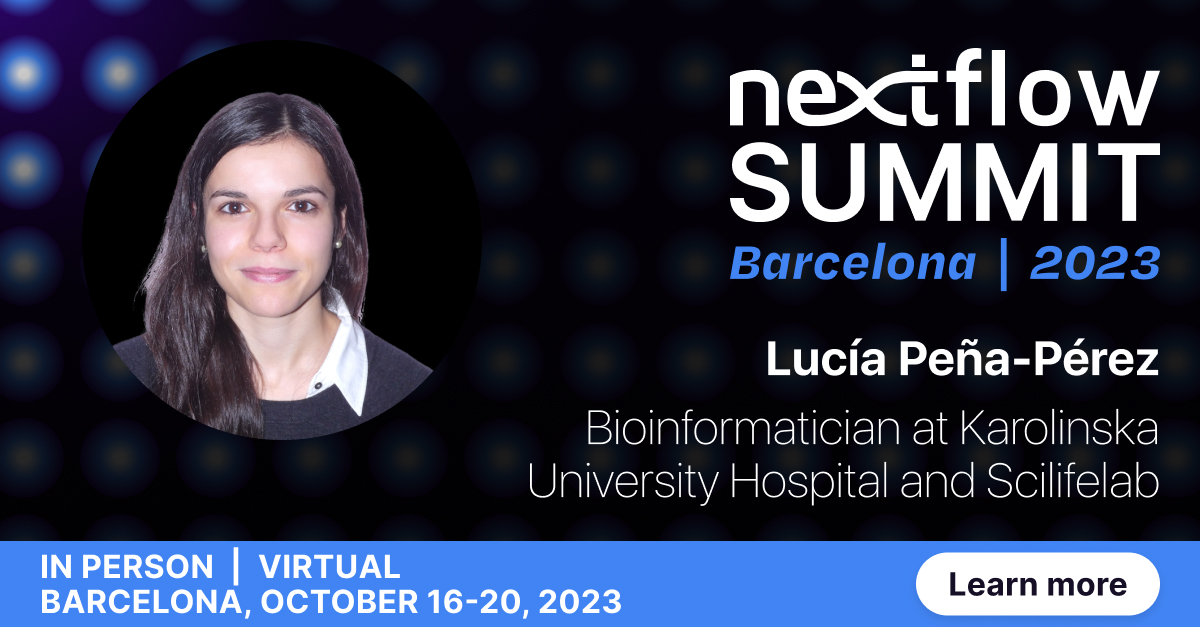 nextflow
SUMMIT
Barcelona | 2023
Lucía Peña-Pérez
Bioinformatician at Karolinska
University Hospital and Scilifelab
IN PERSON | VIRTUAL
BARCELONA, OCTOBER 16-20, 2023
Learn more